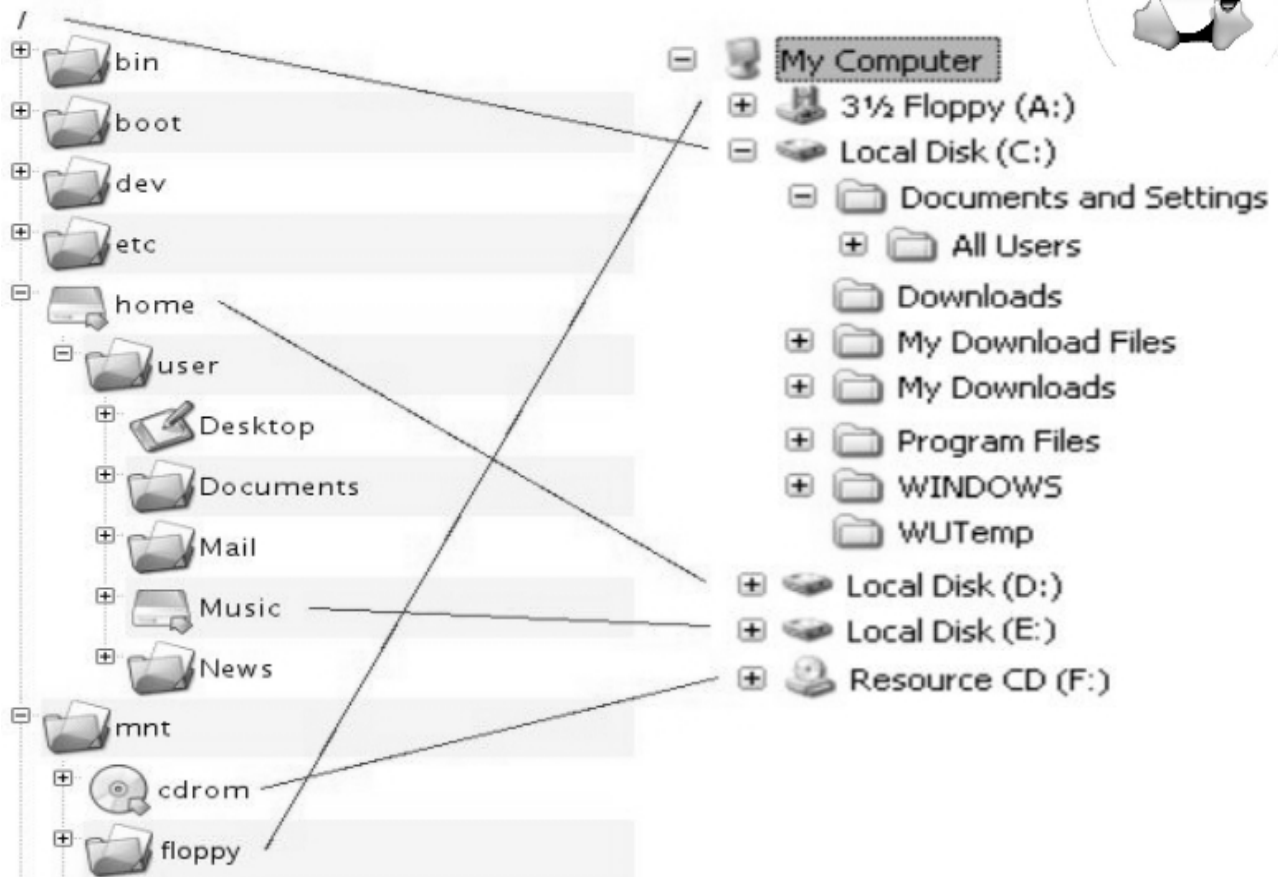 /
bin
boot
dev
etc
home
user
Desktop
Documents
Mail
Music
News
mnt
cdrom
floppy
My Computer
3½ Floppy (A:)
Local Disk (C:)
Documents and Settings
All Users
Downloads
My Download Files
My Downloads
Program Files
WINDOWS
WUTemp
Local Disk (D:)
Local Disk (E:)
Resource CD (F:)